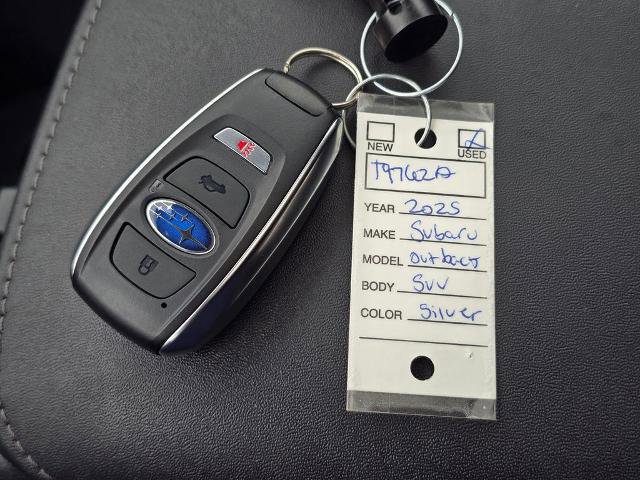 NEW USED
T9762A
YEAR 2025
MAKE Subaru
MODEL Outback
BODY SUV
COLOR Silver